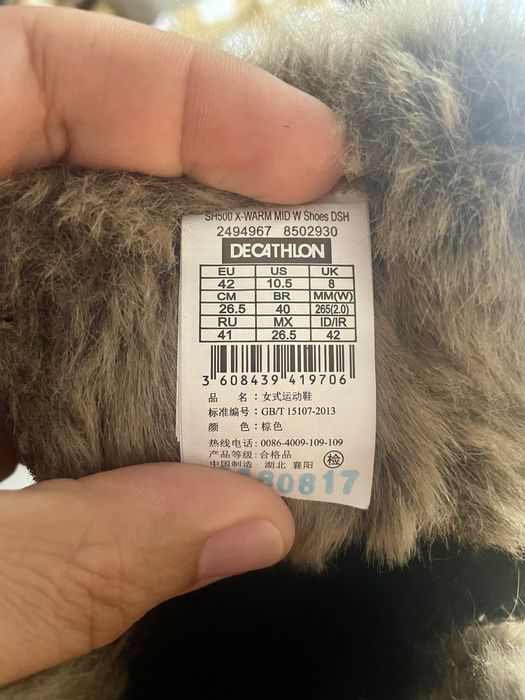 SH500 X-WARM MID W Shoes DSH
2494967 8502930
DECATHLON
EU US UK
42 10.5 8
CM BR MM(W)
26.5 40 265(2.0)
RU MX ID/IR
41 26.5 42
3 608439 419706
品 名：女式运动鞋
标准编号：GB/T 15107-2013
颜 色：棕色
热线电话：0086-4009-109-109
产品等级：合格品
中国制造 湖北 襄阳 检
80817